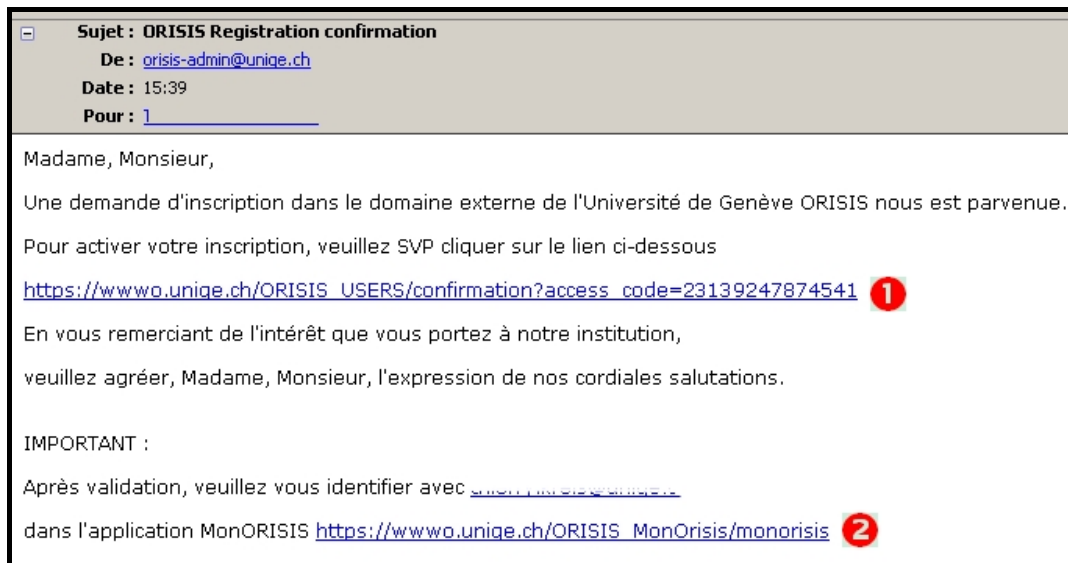 Sujet : ORISIS Registration confirmation
De : orisis-admin@unige.ch
Date : 15:39
Pour :
Madame, Monsieur,
Une demande d'inscription dans le domaine externe de l'Université de Genève ORISIS nous est parvenue.
Pour activer votre inscription, veuillez SVP cliquer sur le lien ci-dessous
https://wwwo.unige.ch/ORISIS_USERS/confirmation?access_code=23139247874541 1
En vous remerciant de l'intérêt que vous portez à notre institution,
veuillez agréer, Madame, Monsieur, l'expression de nos cordiales salutations.
IMPORTANT :
Après validation, veuillez vous identifier avec
dans l'application MonORISIS https://wwwo.unige.ch/ORISIS_MonOrisis/monorisis 2